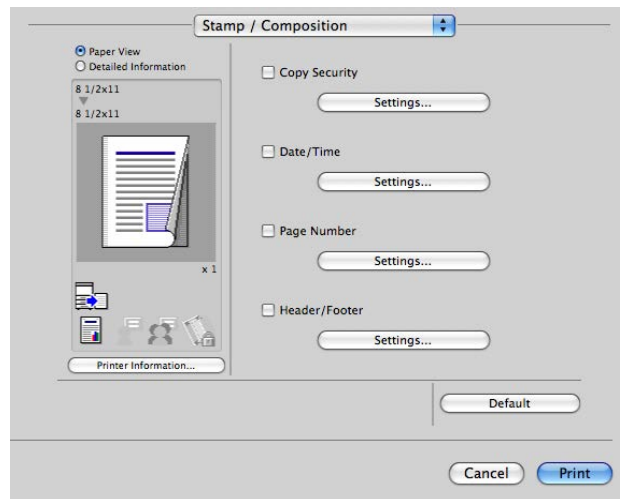 Stamp / Composition
Paper View
Detailed Information
8 1/2x11
8 1/2x11
x 1
Printer Information...
Copy Security
Settings...
Date/Time
Settings...
Page Number
Settings...
Header/Footer
Settings...
Default
Cancel
Print